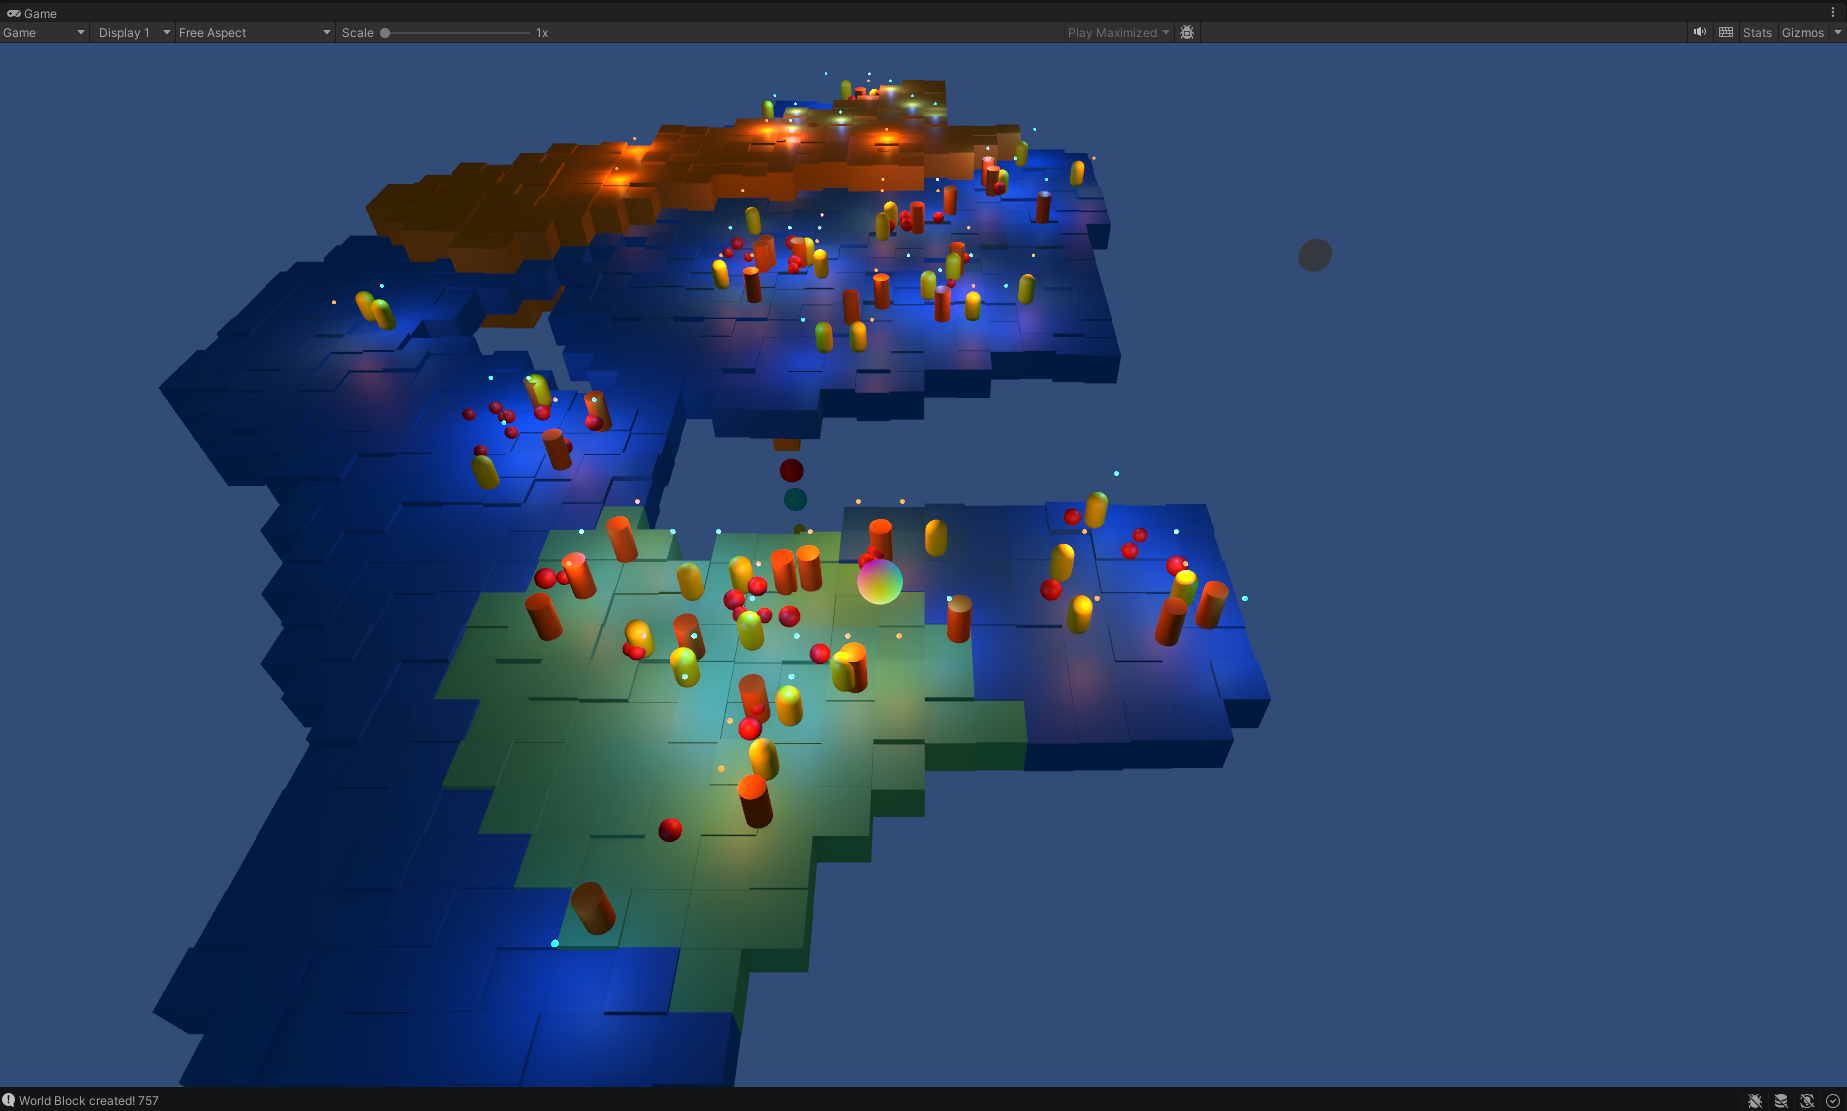 Game
Game Display 1 Free Aspect Scale 1x Play Maximized Stats Gizmos
World Block created! 757